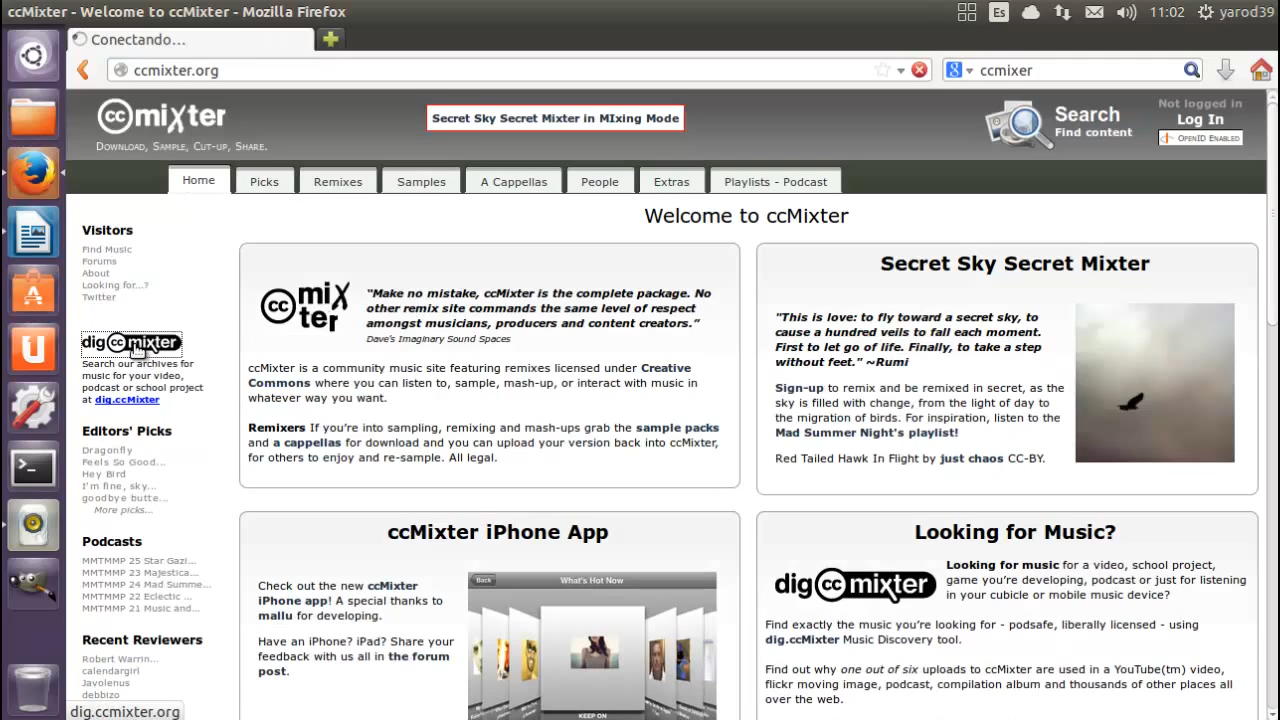 ccMixter - Welcome to ccMixter - Mozilla Firefox
Es
11:02
yarod39
Conectando...
ccmixter.org
ccmixer
cc mixter
Download, Sample, Cut-up, Share.
Secret Sky Secret Mixter in MIxing Mode
Search
Find content
Not logged in
Log In
OpenID Enabled
Home
Picks
Remixes
Samples
A Cappellas
People
Extras
Playlists - Podcast
Welcome to ccMixter
Visitors
Find Music
Forums
About
Looking for...?
Twitter
dig cc mixter
Search our archives for
music for your video,
podcast or school project
at dig.ccMixter
Editors' Picks
Dragonfly
Feels So Good...
Hey Bird
I'm fine, sky...
goodbye butte...
More picks...
Podcasts
MMTMMP 25 Star Gazi...
MMTMMP 23 Majestica...
MMTMMP 24 Mad Summe...
MMTMMP 22 Eclectic ...
MMTMMP 21 Music and...
Recent Reviewers
Robert Warrin...
calendargirl
Javolenus
debbizo
dig.ccmixter.org
cc mixter
"Make no mistake, ccMixter is the complete package. No
other remix site commands the same level of respect
amongst musicians, producers and content creators."
Dave's Imaginary Sound Spaces
ccMixter is a community music site featuring remixes licensed under Creative
Commons where you can listen to, sample, mash-up, or interact with music in
whatever way you want.
Remixers If you're into sampling, remixing and mash-ups grab the sample packs
and a cappellas for download and you can upload your version back into ccMixter,
for others to enjoy and re-sample. All legal.
Secret Sky Secret Mixter
"This is love: to fly toward a secret sky, to
cause a hundred veils to fall each moment.
First to let go of life. Finally, to take a step
without feet." ~Rumi
Sign-up to remix and be remixed in secret, as the
sky is filled with change, from the light of day to
the migration of birds. For inspiration, listen to the
Mad Summer Night's playlist!
Red Tailed Hawk In Flight by just chaos CC-BY.
ccMixter iPhone App
Check out the new ccMixter
iPhone app! A special thanks to
mallu for developing.
Have an iPhone? iPad? Share your
feedback with us all in the forum
post.
Back
What's Hot Now
KEEP ON
Looking for Music?
dig cc mixter
Looking for music for a video, school project,
game you're developing, podcast or just for listening
in your cubicle or mobile music device?
Find exactly the music you're looking for - podsafe, liberally licensed - using
dig.ccMixter Music Discovery tool.
Find out why one out of six uploads to ccMixter are used in a YouTube(tm) video,
flickr moving image, podcast, compilation album and thousands of other places all
over the web.